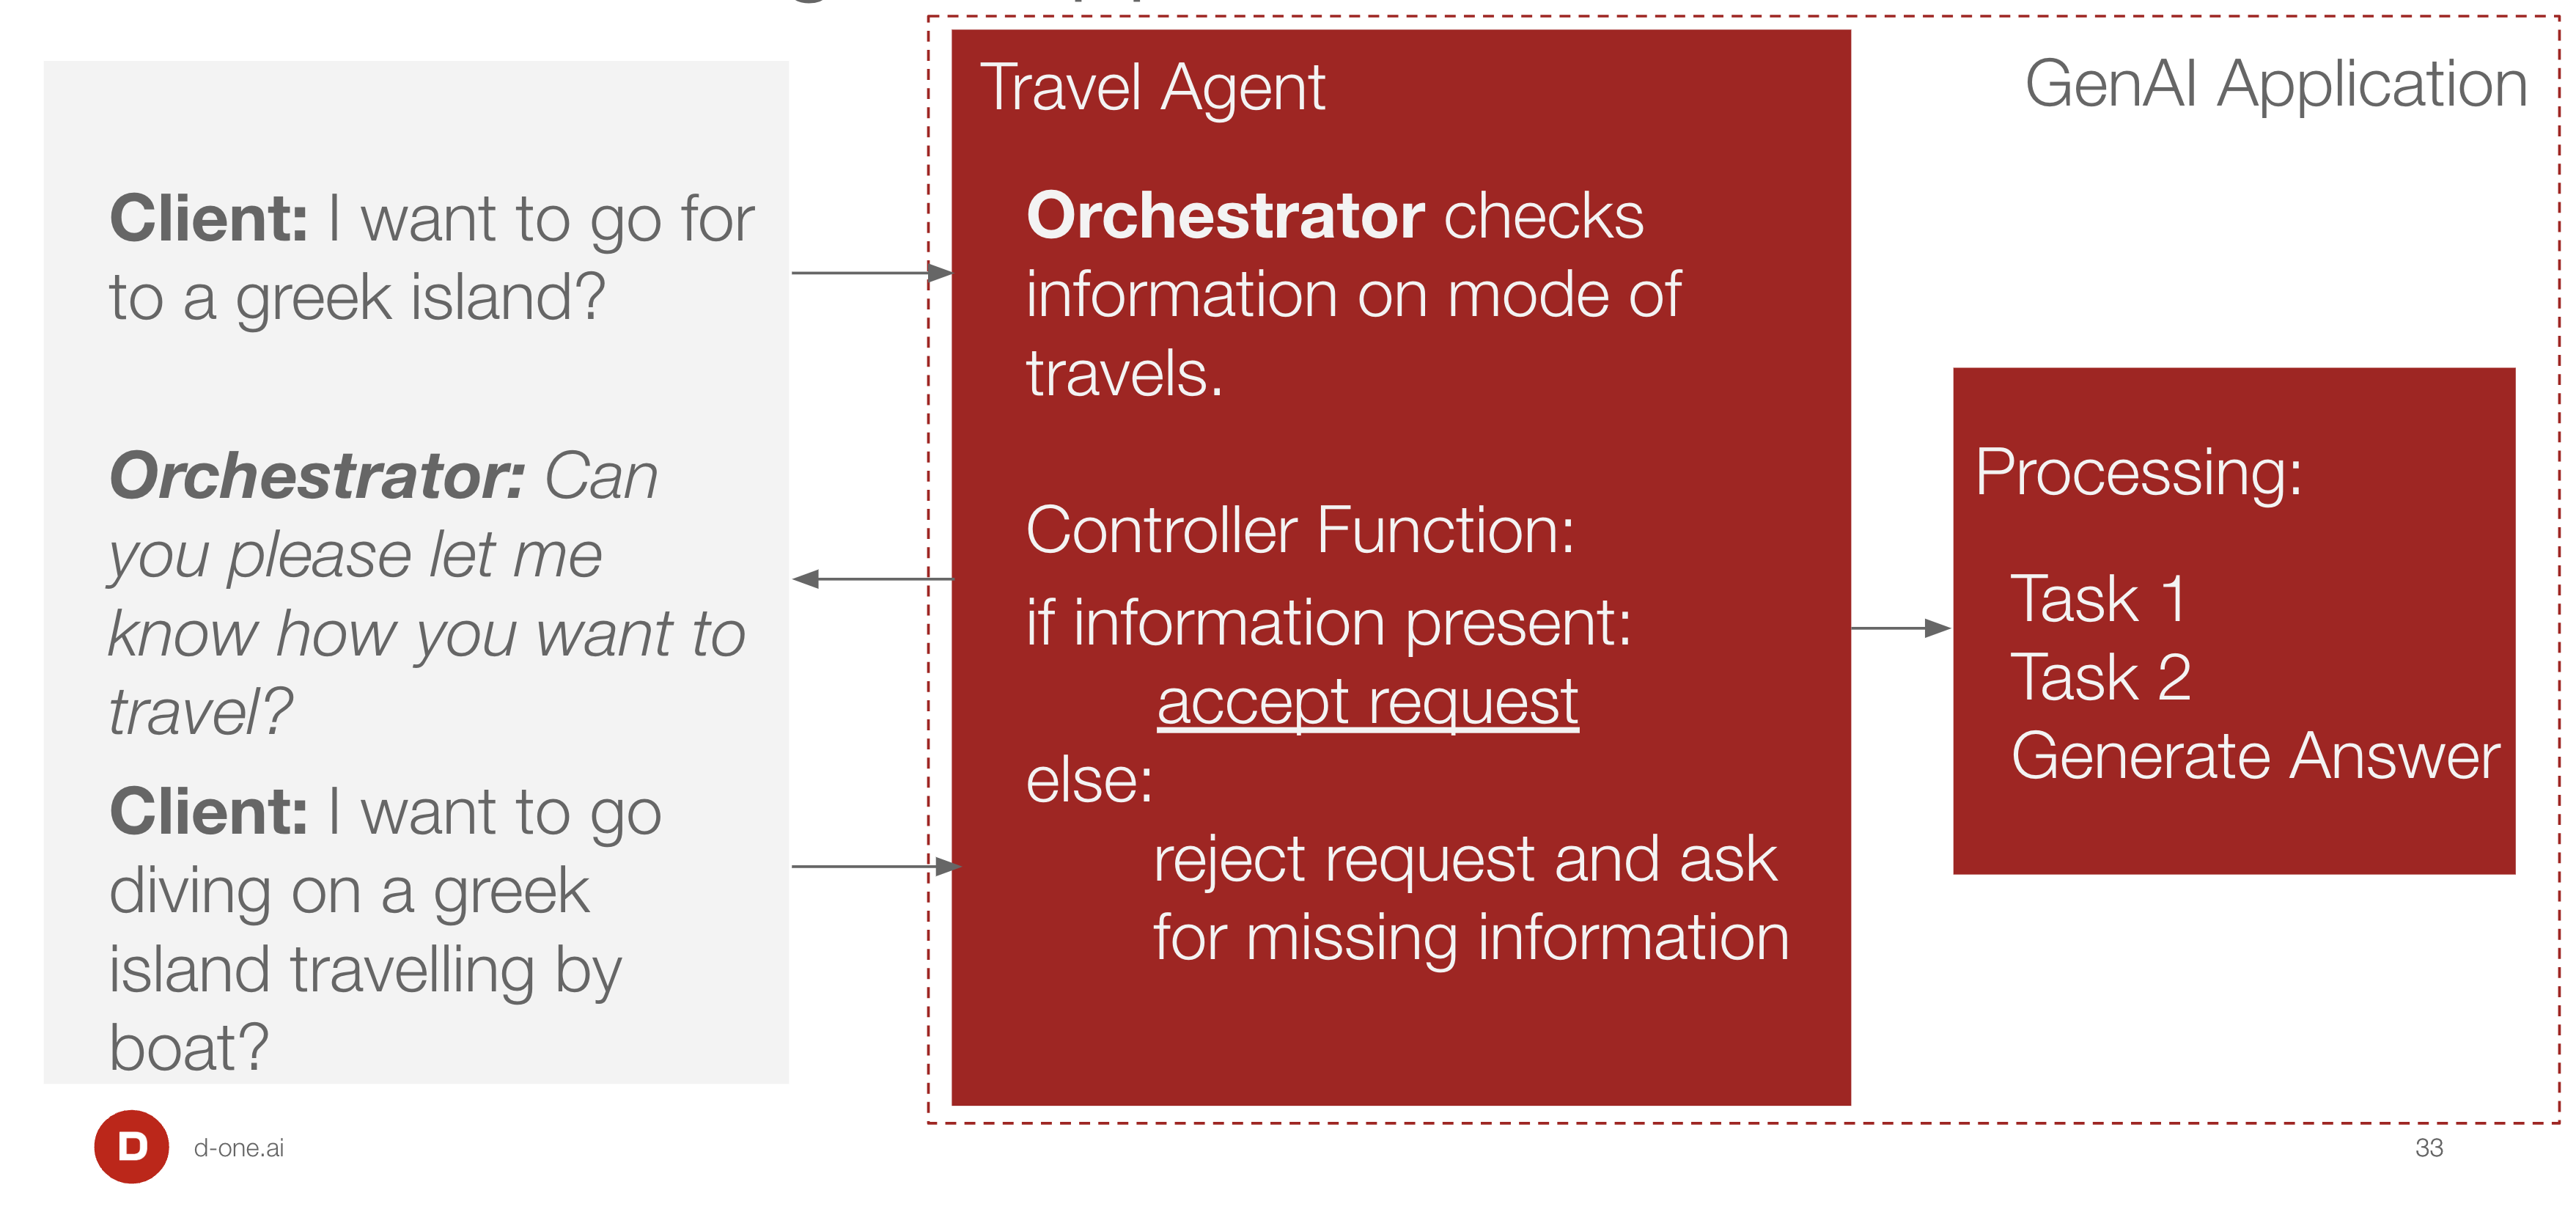 Client: I want to go for
to a greek island?
Orchestrator: Can
you please let me
know how you want to
travel?
Client: I want to go
diving on a greek
island travelling by
boat?
Travel Agent
Orchestrator checks
information on mode of
travels.
Controller Function:
if information present:
accept request
else:
reject request and ask
for missing information
GenAI Application
Processing:
Task 1
Task 2
Generate Answer
D
d-one.ai
33